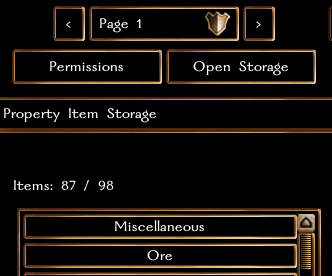 < Page 1 >
Permissions Open Storage
Property Item Storage
Items: 87 / 98
Miscellaneous
Ore